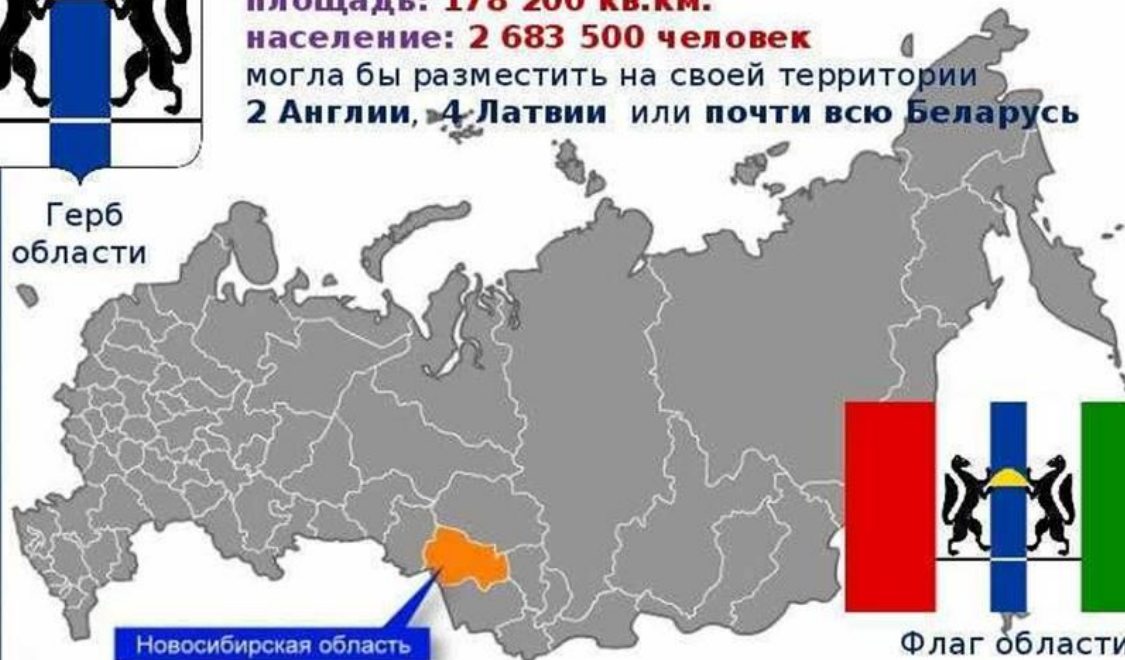 площадь: 178 200 кв.км.
население: 2 683 500 человек
могла бы разместить на своей территории
2 Англии, 4 Латвии или почти всю Беларусь
Герб
области
Новосибирская область
Флаг области